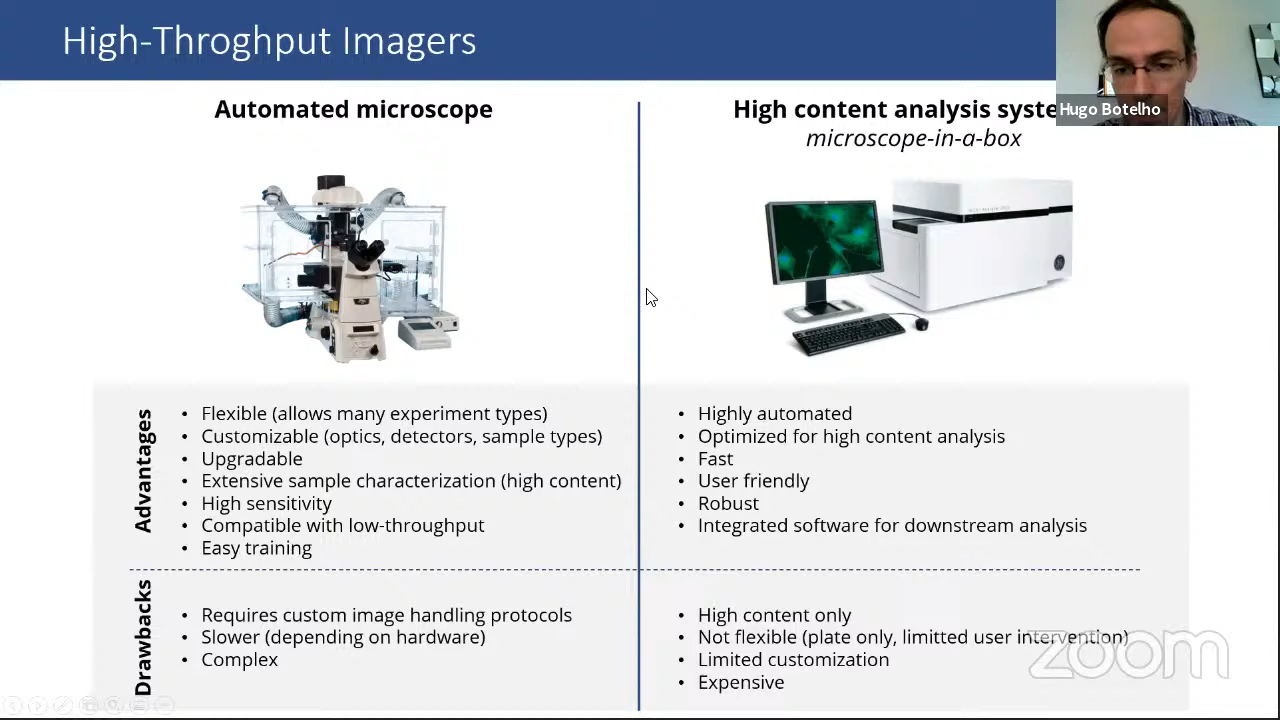 High-Throghput Imagers
Hugo Botelho
Automated microscope
High content analysis syste
microscope-in-a-box
Advantages
• Flexible (allows many experiment types)
• Customizable (optics, detectors, sample types)
• Upgradable
• Extensive sample characterization (high content)
• High sensitivity
• Compatible with low-throughput
• Easy training
• Highly automated
• Optimized for high content analysis
• Fast
• User friendly
• Robust
• Integrated software for downstream analysis
Drawbacks
• Requires custom image handling protocols
• Slower (depending on hardware)
• Complex
• High content only
• Not flexible (plate only, limitted user intervention)
• Limited customization
• Expensive
zoom